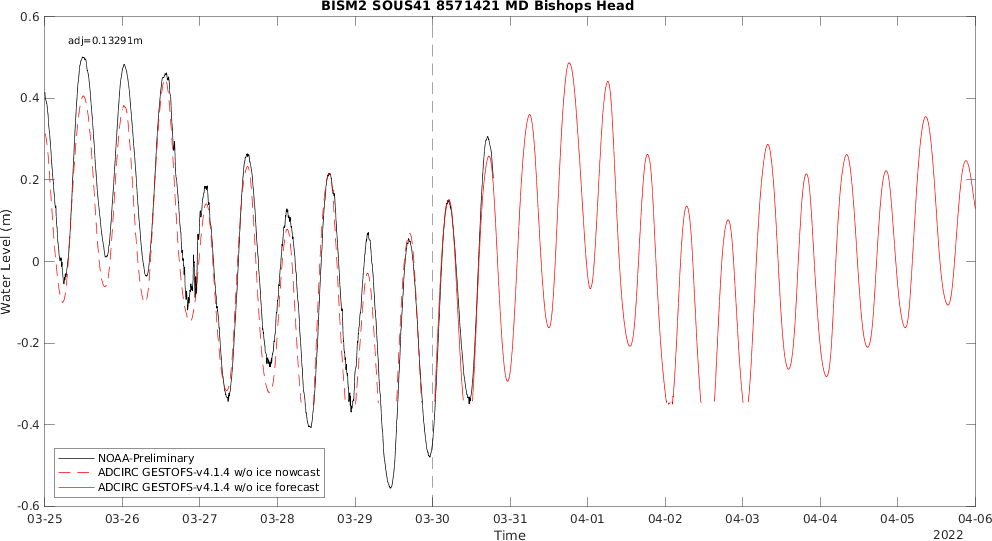 BISM2 SOUS41 8571421 MD Bishops Head
adj=0.13291m
0.6
0.4
0.2
0
-0.2
-0.4
-0.6
Water Level (m)
NOAA-Preliminary
ADCIRC GESTOFS-v4.1.4 w/o ice nowcast
ADCIRC GESTOFS-v4.1.4 w/o ice forecast
03-25 03-26 03-27 03-28 03-29 03-30 03-31 04-01 04-02 04-03 04-04 04-05 04-06
Time
2022